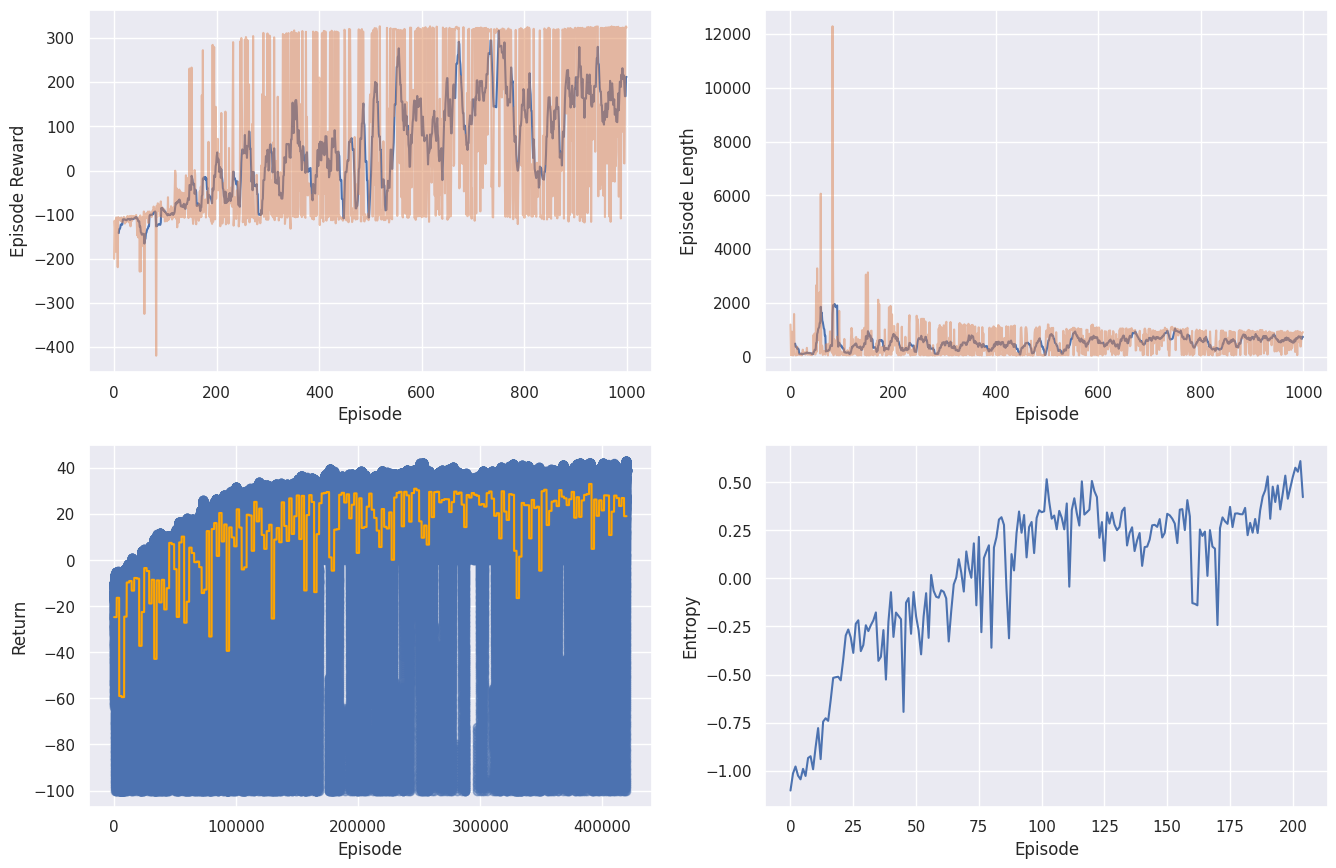 Episode Reward
300
200
100
0
−100
−200
−300
−400
0 200 400 600 800 1000
Episode
Episode Length
12000
10000
8000
6000
4000
2000
0
0 200 400 600 800 1000
Episode
Return
40
20
0
−20
−40
−60
−80
−100
0 100000 200000 300000 400000
Episode
Entropy
0.50
0.25
0.00
−0.25
−0.50
−0.75
−1.00
0 25 50 75 100 125 150 175 200
Episode